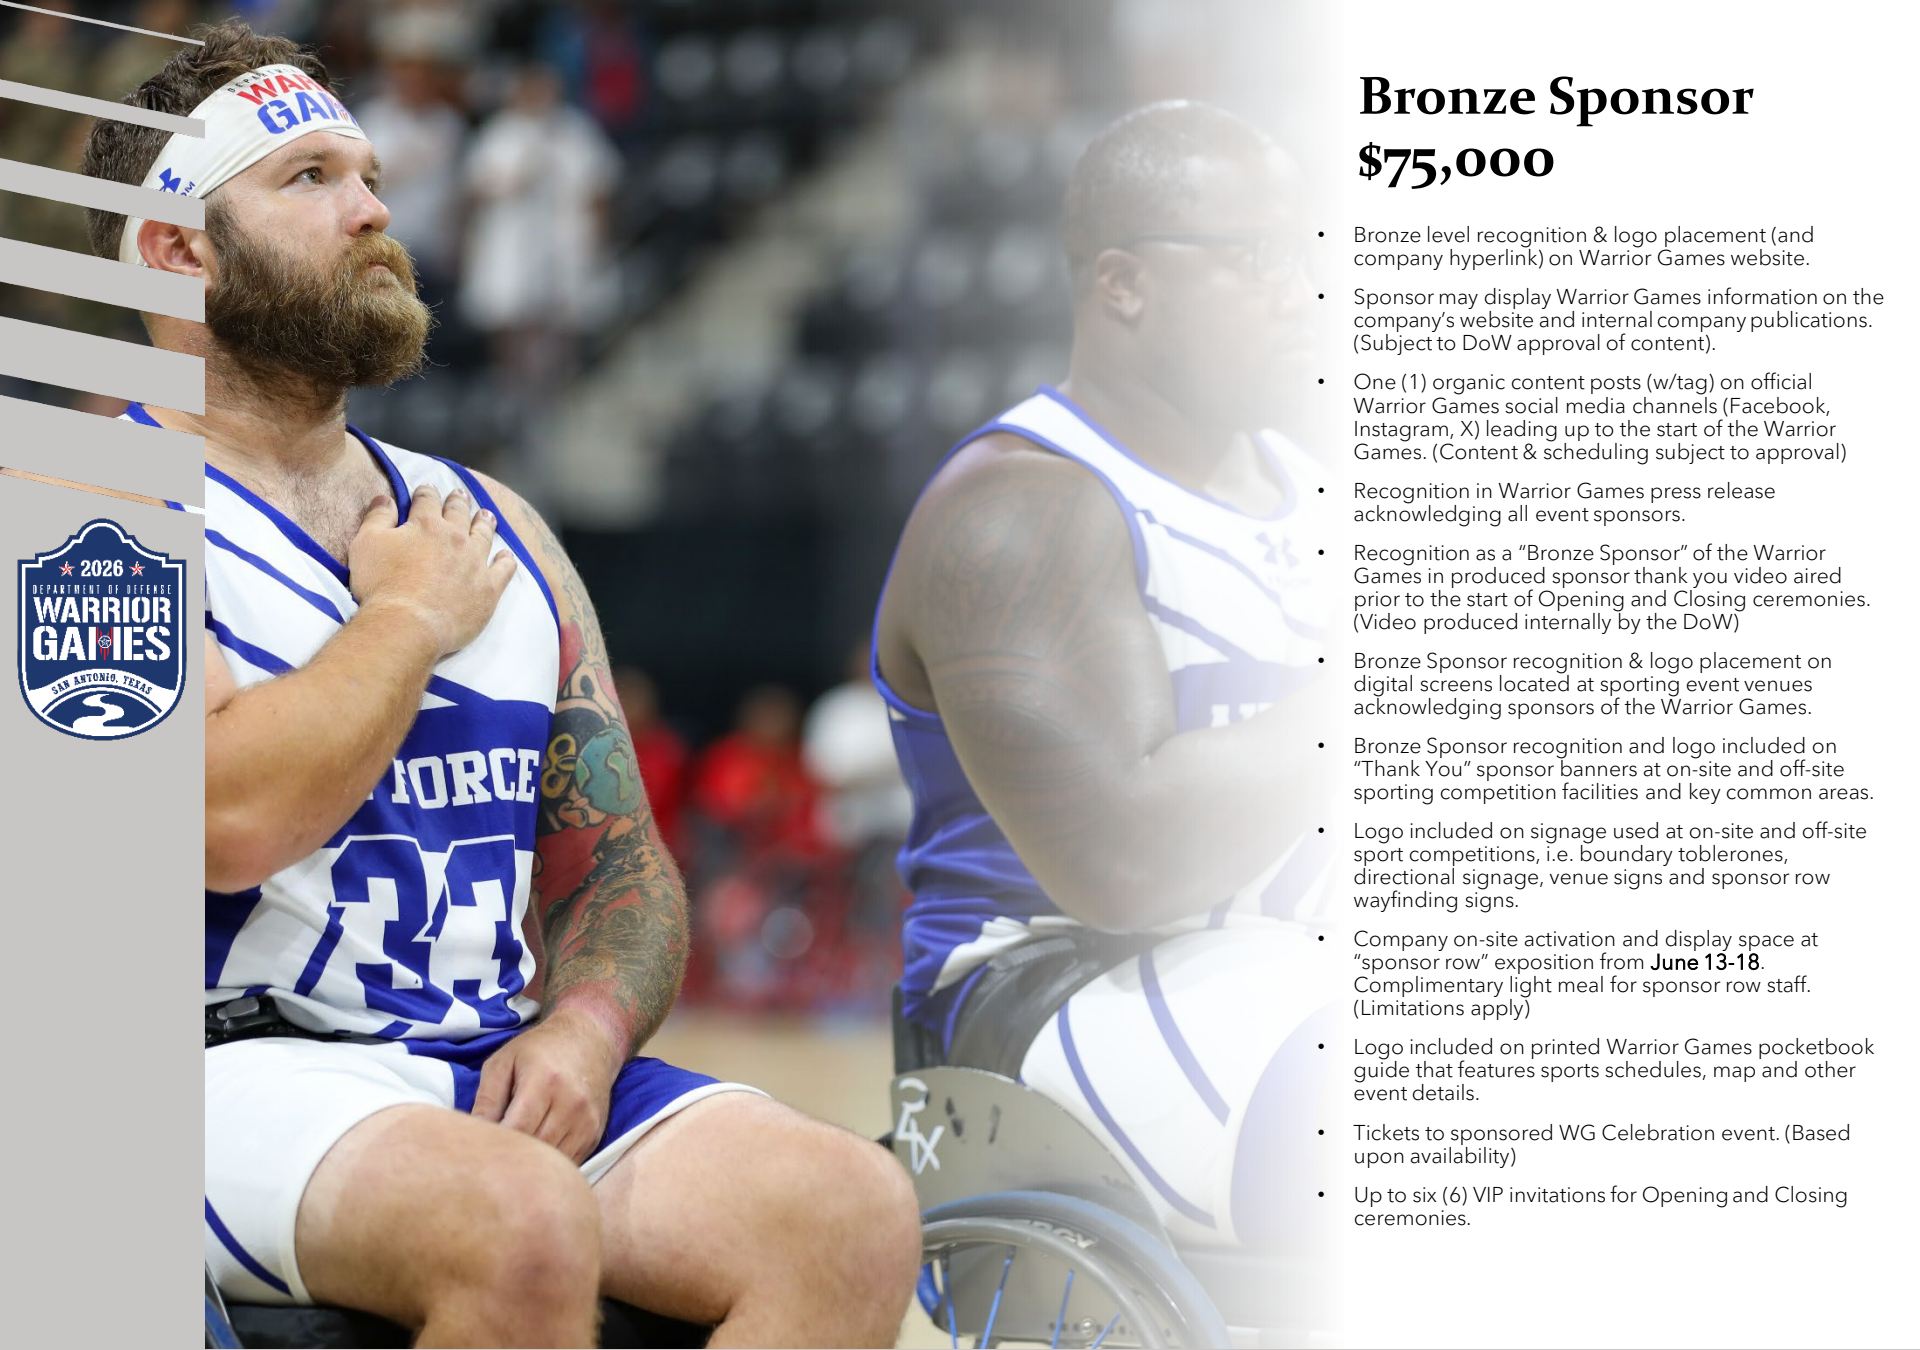 Bronze Sponsor
$75,000
• Bronze level recognition & logo placement (and
company hyperlink) on Warrior Games website.
• Sponsor may display Warrior Games information on the
company’s website and internal company publications.
(Subject to DoW approval of content).
• One (1) organic content posts (w/tag) on official
Warrior Games social media channels (Facebook,
Instagram, X) leading up to the start of the Warrior
Games. (Content & scheduling subject to approval)
• Recognition in Warrior Games press release
acknowledging all event sponsors.
• Recognition as a “Bronze Sponsor” of the Warrior
Games in produced sponsor thank you video aired
prior to the start of Opening and Closing ceremonies.
(Video produced internally by the DoW)
• Bronze Sponsor recognition & logo placement on
digital screens located at sporting event venues
acknowledging sponsors of the Warrior Games.
• Bronze Sponsor recognition and logo included on
“Thank You” sponsor banners at on-site and off-site
sporting competition facilities and key common areas.
• Logo included on signage used at on-site and off-site
sport competitions, i.e. boundary toblerones,
directional signage, venue signs and sponsor row
wayfinding signs.
• Company on-site activation and display space at
“sponsor row” exposition from June 13-18.
Complimentary light meal for sponsor row staff.
(Limitations apply)
• Logo included on printed Warrior Games pocketbook
guide that features sports schedules, map and other
event details.
• Tickets to sponsored WG Celebration event. (Based
upon availability)
• Up to six (6) VIP invitations for Opening and Closing
ceremonies.
2026
DEPARTMENT OF DEFENSE
WARRIOR
GAMES
SAN ANTONIO, TEXAS
FORCE
33
4X